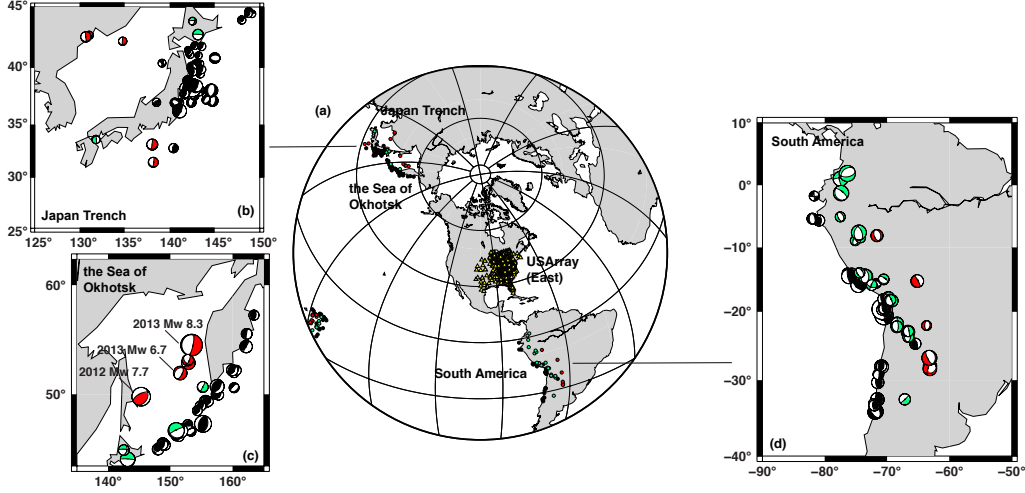 45°
40°
35°
30°
25°
125°
130°
135°
140°
145°
150°
Japan Trench
(b)
(a)
Japan Trench
the Sea of
Okhotsk
USArray
(East)
South America
the Sea of
Okhotsk
60°
50°
2013 Mw 8.3
2013 Mw 6.7
2012 Mw 7.7
(c)
140°
150°
160°
South America
10°
0°
−10°
−20°
−30°
−40°
(d)
−90°
−80°
−70°
−60°
−50°